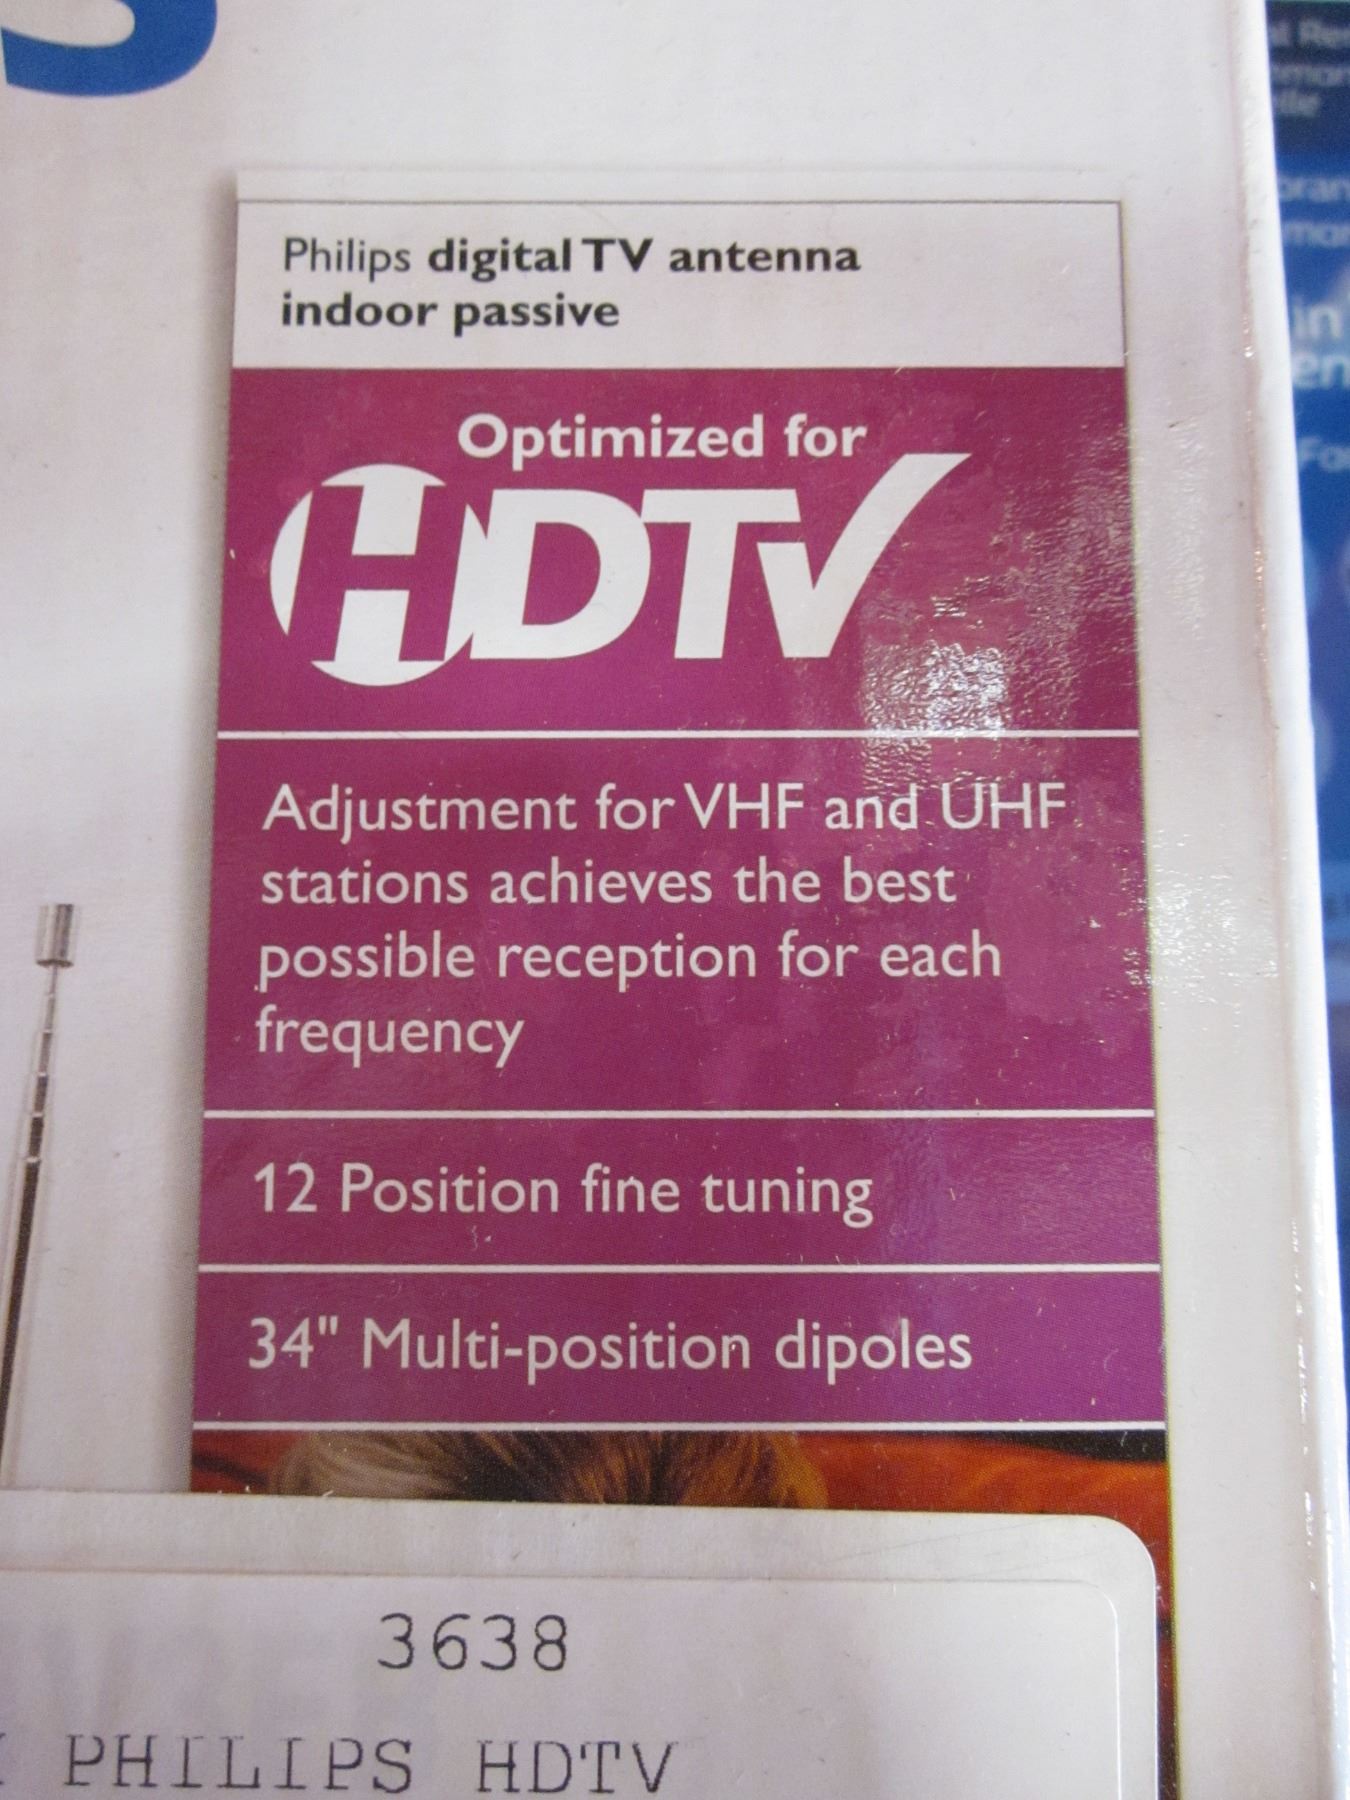 Philips digital TV antenna
indoor passive
Optimized for
HDTV
Adjustment for VHF and UHF
stations achieves the best
possible reception for each
frequency
12 Position fine tuning
34" Multi-position dipoles
3638
PHILIPS HDTV